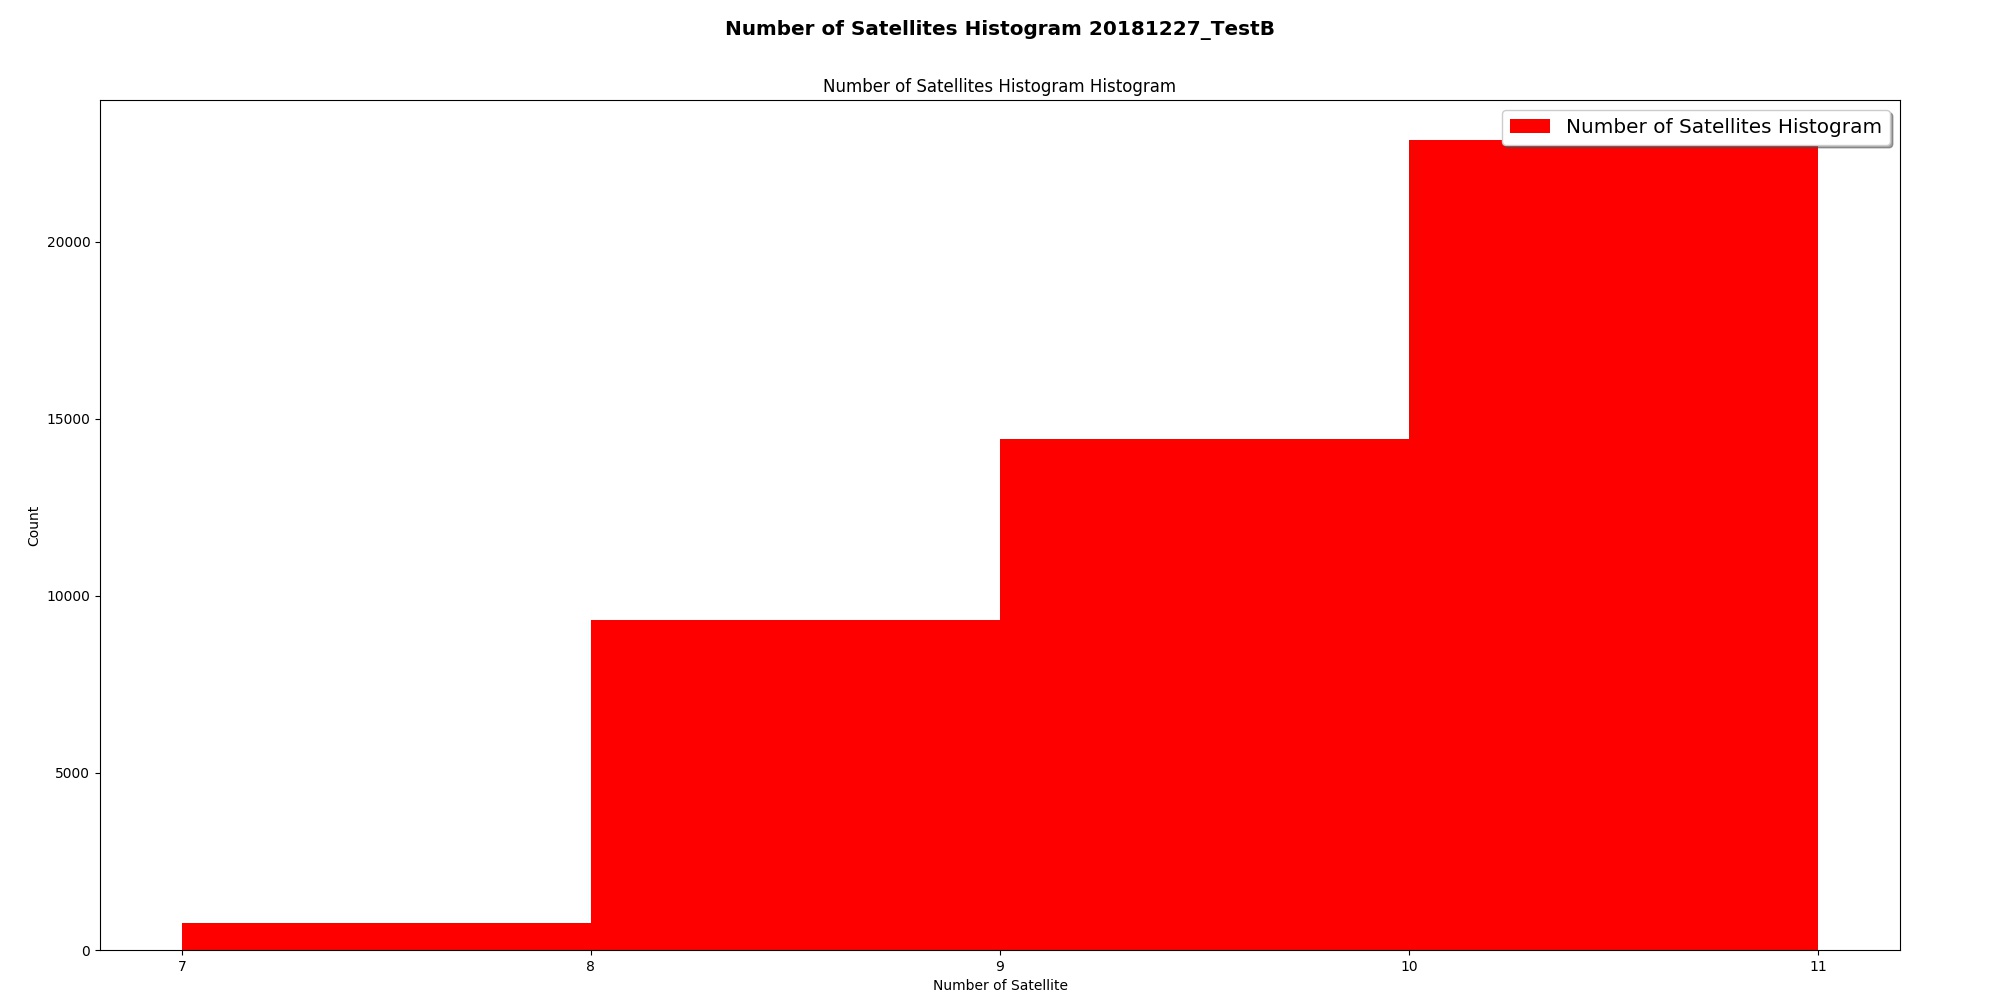 Number of Satellites Histogram 20181227_TestB
Number of Satellites Histogram Histogram
Number of Satellites Histogram
20000
15000
Count
10000
5000
0
7 8 9 10 11
Number of Satellite